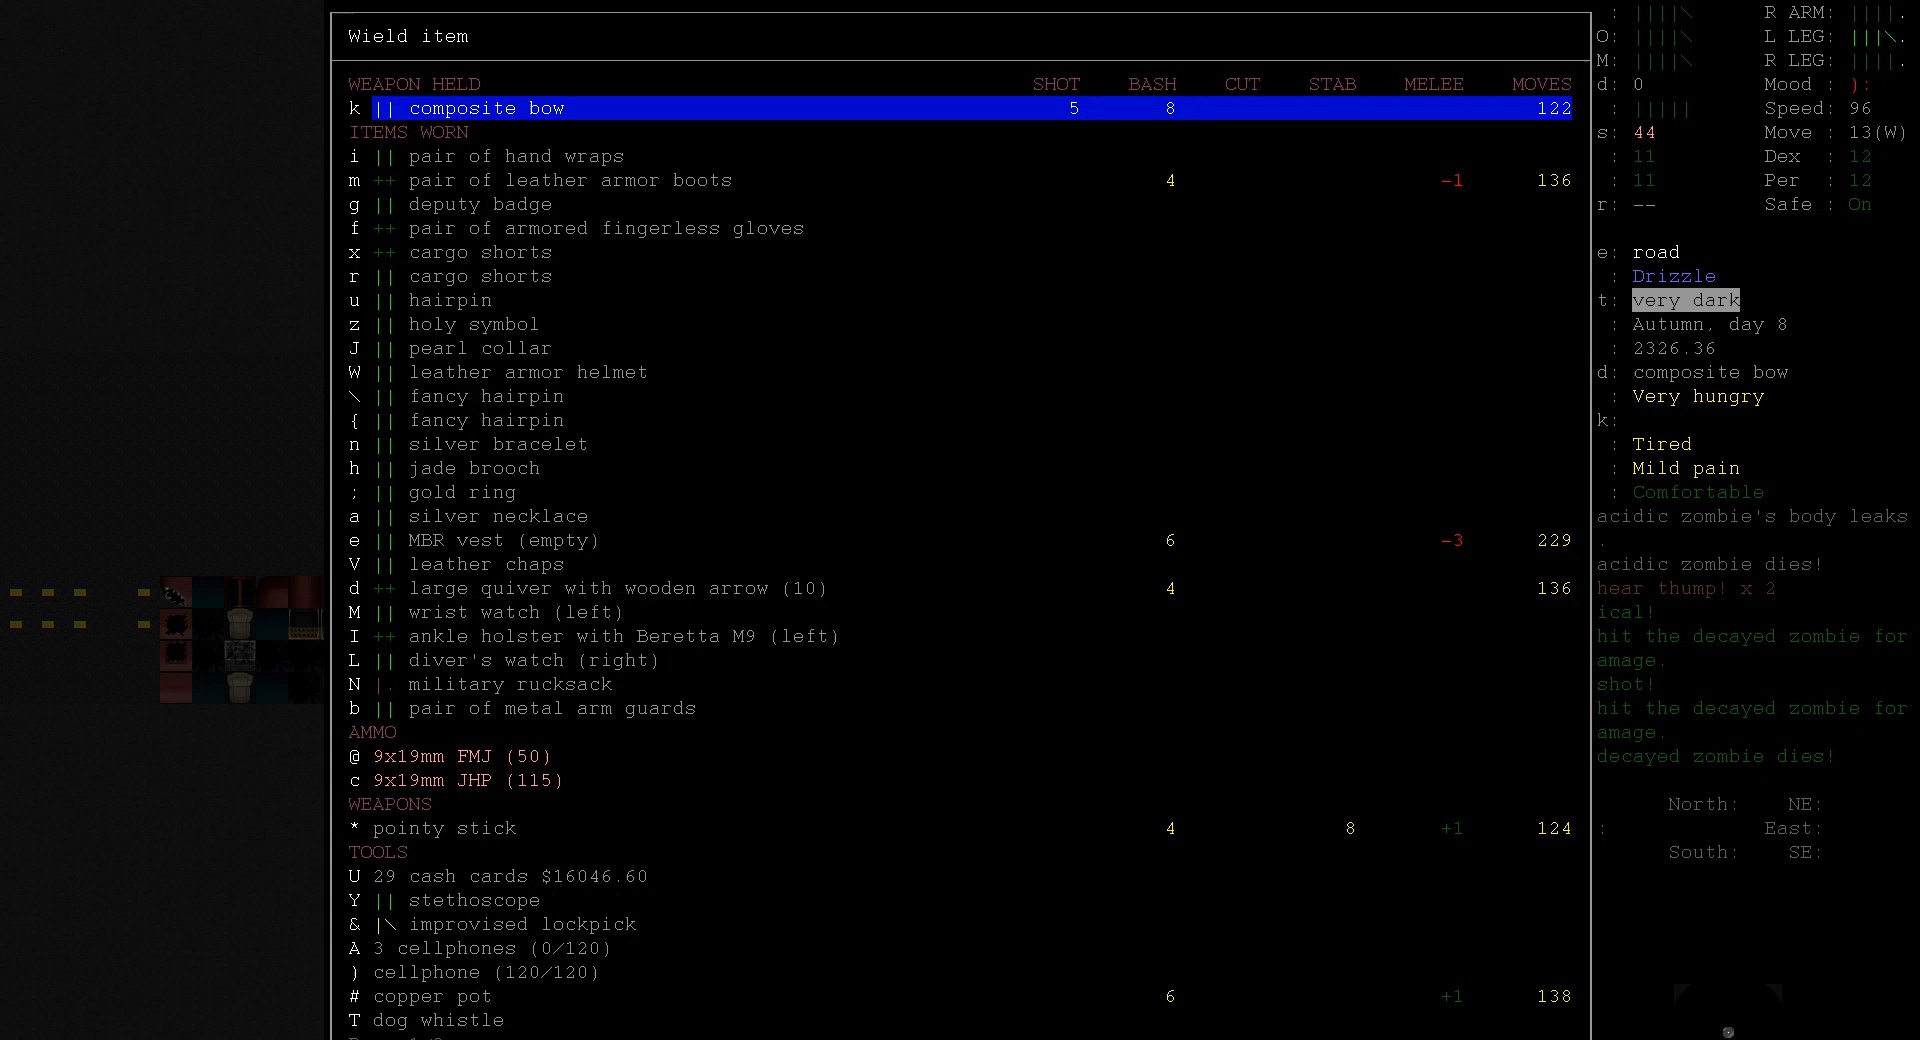 Wield item
WEAPON HELD SHOT BASH CUT STAB MELEE MOVES
k || composite bow 5 8 122
ITEMS WORN
i || pair of hand wraps
m ++ pair of leather armor boots 4 -1 136
g || deputy badge
f ++ pair of armored fingerless gloves
x ++ cargo shorts
r || cargo shorts
u || hairpin
z || holy symbol
J || pearl collar
W || leather armor helmet
\ || fancy hairpin
{ || fancy hairpin
n || silver bracelet
h || jade brooch
; || gold ring
a || silver necklace
e || MBR vest (empty) 6 -3 229
V || leather chaps
d ++ large quiver with wooden arrow (10) 4 136
M || wrist watch (left)
I ++ ankle holster with Beretta M9 (left)
L || diver's watch (right)
N |. military rucksack
b || pair of metal arm guards
AMMO
@ 9x19mm FMJ (50)
c 9x19mm JHP (115)
WEAPONS
* pointy stick 4 8 +1 124
TOOLS
U 29 cash cards $16046.60
Y || stethoscope
& |\ improvised lockpick
A 3 cellphones (0/120)
) cellphone (120/120)
# copper pot 6 +1 138
T dog whistle
: ||||\ R ARM: ||||.
O: ||||\ L LEG: |||\.
M: ||||\ R LEG: ||||.
d: 0 Mood : ):
: ||||| Speed: 96
s: 44 Move : 13(W)
: 11 Dex : 12
: 11 Per : 12
r: -- Safe : On
e: road
: Drizzle
t: very dark
: Autumn, day 8
: 2326.36
d: composite bow
: Very hungry
k:
: Tired
: Mild pain
: Comfortable
acidic zombie's body leaks
.
acidic zombie dies!
hear thump! x 2
ical!
hit the decayed zombie for
amage.
shot!
hit the decayed zombie for
amage.
decayed zombie dies!
North: NE:
: East:
South: SE: